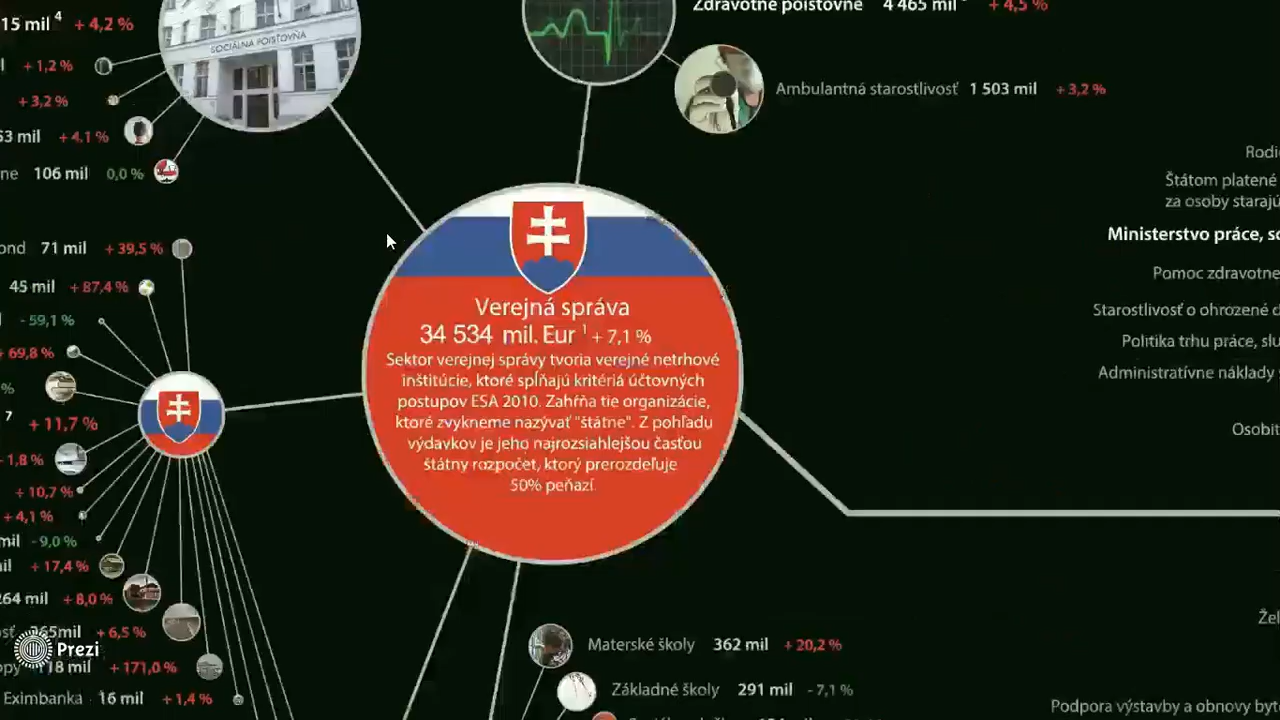 15 mil 4 + 4,2 %
+ 1,2 %
+ 3,2 %
53 mil + 4,1 %
ne 106 mil 0,0 %
SOCIÁLNA POISŤOVŇA
Zdravotné poisťovne 4 465 mil + 4,5 %
Ambulantná starostlivosť 1 503 mil + 3,2 %
ond 71 mil + 39,5 %
45 mil + 87,4 %
- 59,1 %
+ 69,8 %
%
7 + 11,7 %
- 1,8 %
+ 10,7 %
+ 4,1 %
mil - 9,0 %
il + 17,4 %
264 mil + 8,0 %
osť 365mil + 6,5 %
opy 118 mil + 171,0 %
Eximbanka 16 mil + 1,4 %
Prezi
Verejná správa
34 534 mil. Eur 1 + 7,1 %
Sektor verejnej správy tvoria verejné netrhové
inštitúcie, ktoré spĺňajú kritériá účtovných
postupov ESA 2010. Zahŕňa tie organizácie,
ktoré zvykneme nazývať "štátne". Z pohľadu
výdavkov je jeho najrozsiahlejšou časťou
štátny rozpočet, ktorý prerozdeľuje
50% peňazí
Materské školy 362 mil + 20,2 %
Základné školy 291 mil - 7,1 %
Rodi
Štátom platené
za osoby starajú
Ministerstvo práce, so
Pomoc zdravotne
Starostlivosť o ohrozené d
Politika trhu práce, slu
Administratívne náklady s
Osobit
Žel
Podpora výstavby a obnovy byt